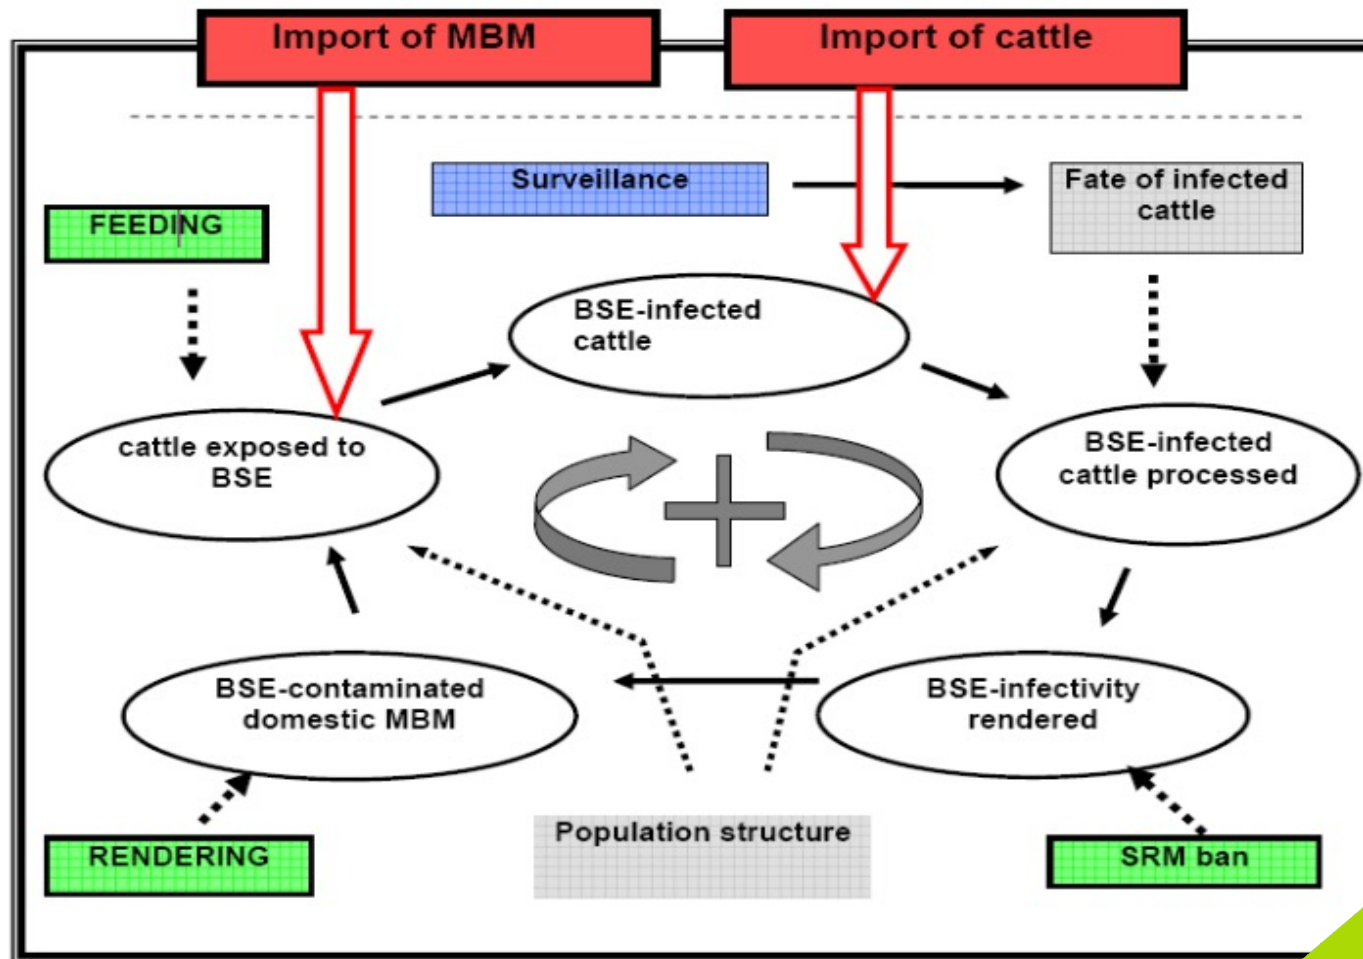 Import of MBM
Import of cattle
Surveillance
Fate of infected
cattle
FEEDING
BSE-infected
cattle
cattle exposed to
BSE
BSE-infected
cattle processed
BSE-contaminated
domestic MBM
BSE-infectivity
rendered
Population structure
RENDERING
SRM ban